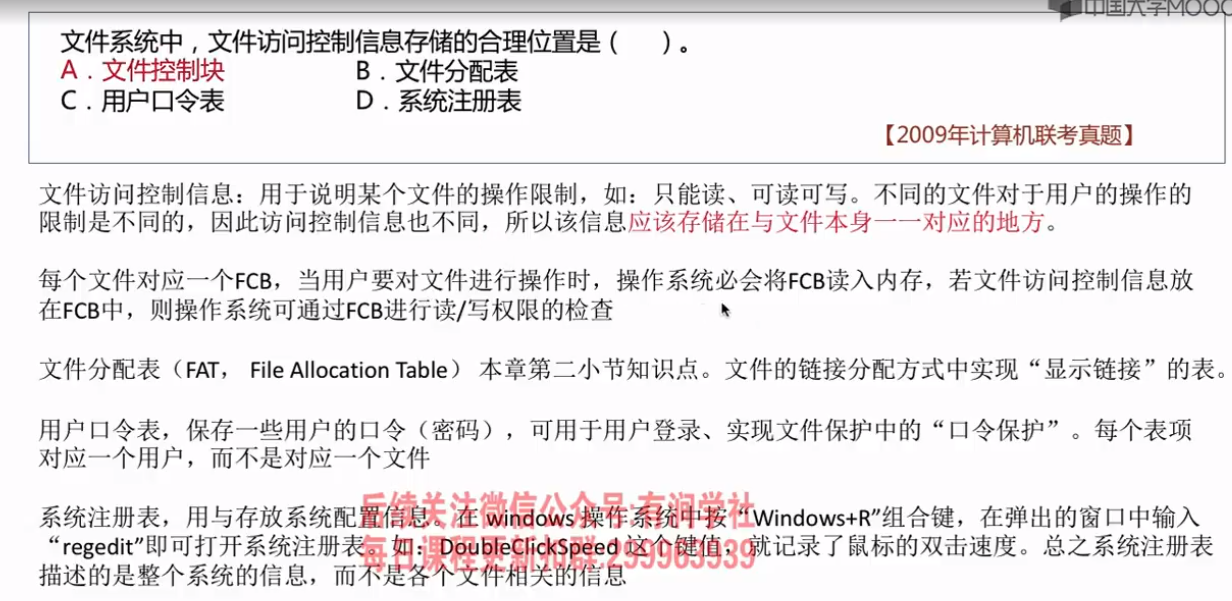 中国大学MOOC
文件系统中，文件访问控制信息存储的合理位置是（　　）。
A．文件控制块　　B．文件分配表
C．用户口令表　　D．系统注册表
【2009年计算机联考真题】
文件访问控制信息：用于说明某个文件的操作限制，如：只能读、可读可写。不同的文件对于用户的操作的
限制是不同的，因此访问控制信息也不同，所以该信息应该存储在与文件本身一一对应的地方。
每个文件对应一个FCB，当用户要对文件进行操作时，操作系统必会将FCB读入内存，若文件访问控制信息放
在FCB中，则操作系统可通过FCB进行读/写权限的检查
文件分配表（FAT， File Allocation Table） 本章第二小节知识点。文件的链接分配方式中实现“显示链接”的表。
用户口令表，保存一些用户的口令（密码），可用于用户登录、实现文件保护中的“口令保护”。每个表项
对应一个用户，而不是对应一个文件
后续关注微信公众号:有润学社
系统注册表，用与存放系统配置信息。在 windows 操作系统中按“Windows+R”组合键，在弹出的窗口中输入
“regedit”即可打开系统注册表。如：DoubleClickSpeed 这个键值，就记录了鼠标的双击速度。总之系统注册表
每日课程更新扣群:259963939
描述的是整个系统的信息，而不是各个文件相关的信息